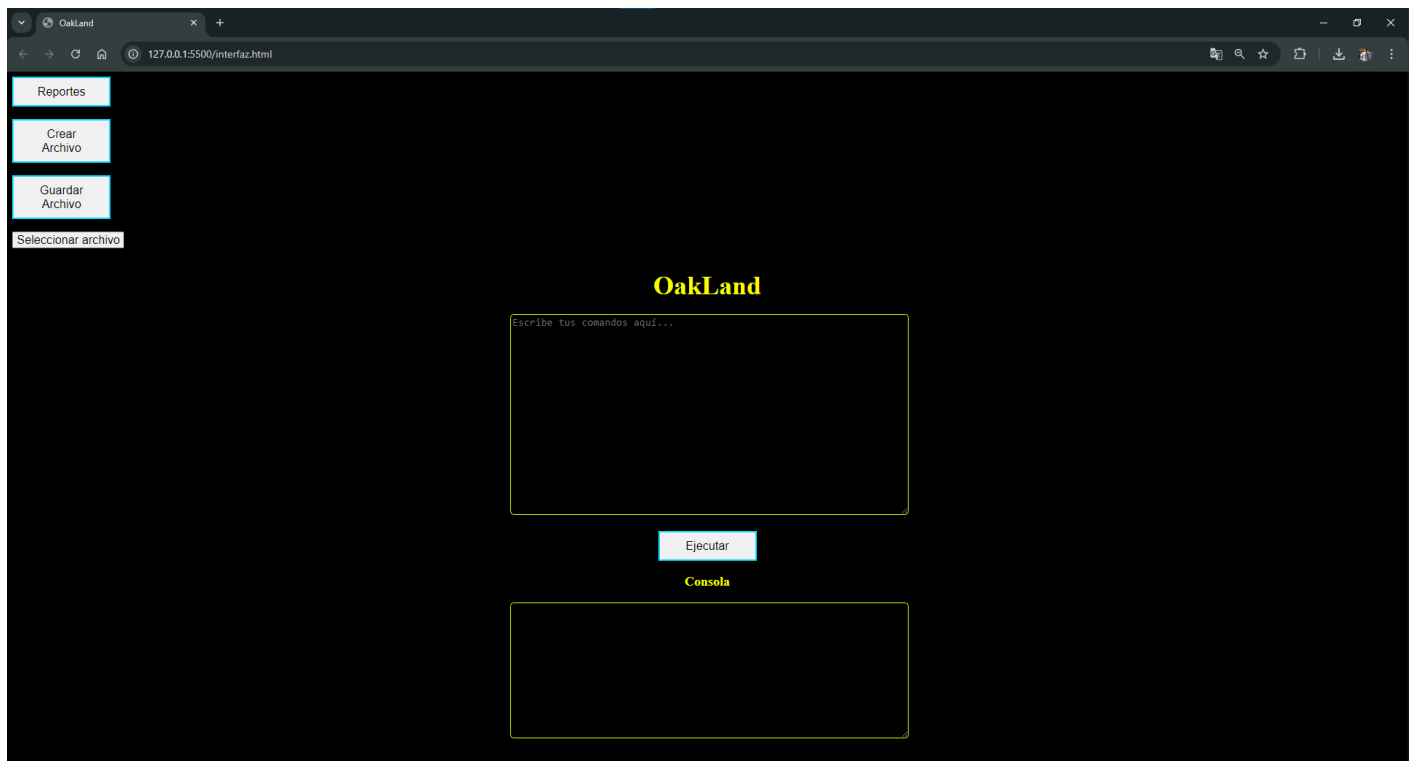 OakLand
127.0.0.1:5500/interfaz.html
Reportes
Crear
Archivo
Guardar
Archivo
Seleccionar archivo
OakLand
Escribe tus comandos aquí...
Ejecutar
Consola